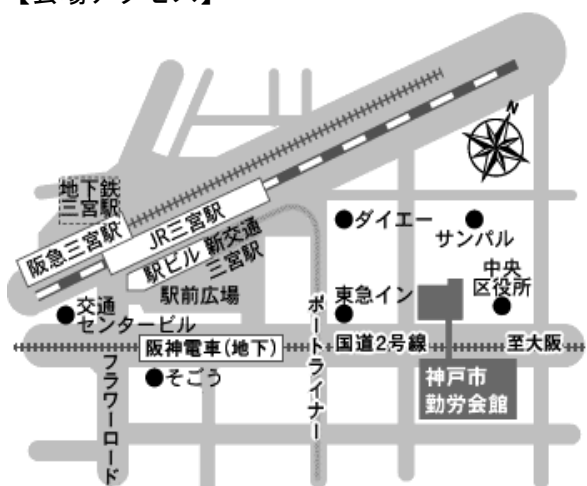 【会場アクセス】
N
地下鉄
三宮駅
阪急三宮駅
JR三宮駅
駅ビル
新交通
三宮駅
駅前広場
ダイエー
サンパル
中央
区役所
東急イン
交通
センタービル
阪神電車(地下)
国道2号線
至大阪
そごう
ポートライナー
フラワーロード
神戸市
勤労会館